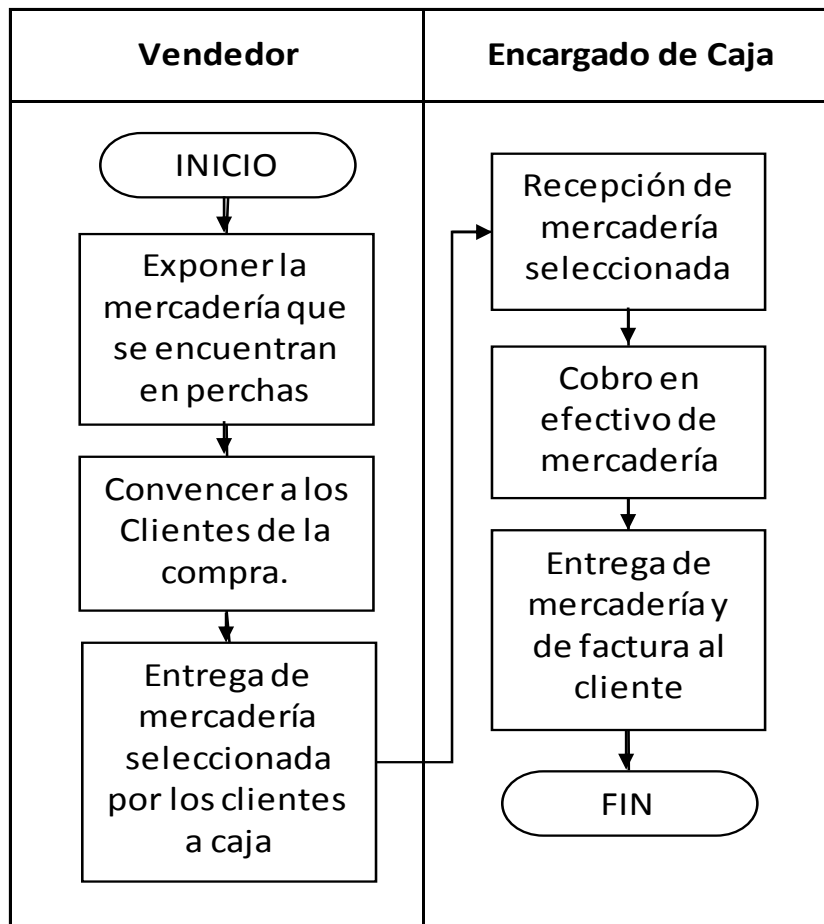 Vendedor
Encargado de Caja
INICIO
Exponer la
mercadería que
se encuentran
en perchas
Convencer a los
Clientes de la
compra.
Entrega de
mercadería
seleccionada
por los clientes
a caja
Recepción de
mercadería
seleccionada
Cobro en
efectivo de
mercadería
Entrega de
mercadería y
de factura al
cliente
FIN